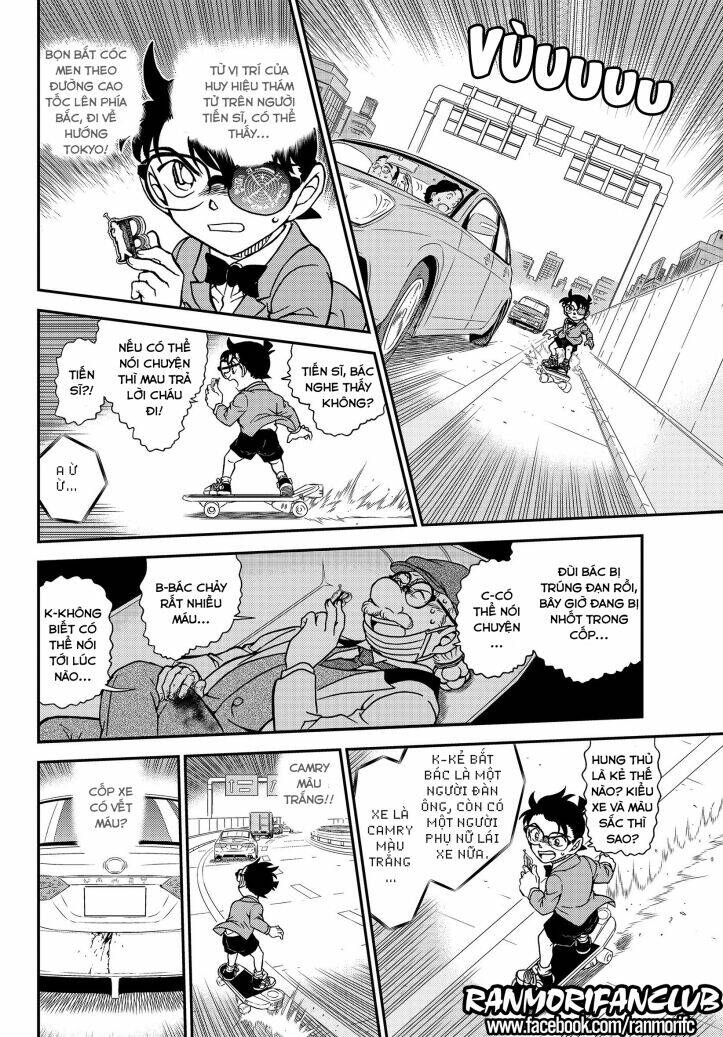 VÙUUUUU
TỪ VỊ TRÍ CỦA
HUY HIỆU THÁM
TỬ TRÊN NGƯỜI
TIẾN SĨ, CÓ THỂ
THẤY...
BỌN BẮT CÓC
MEN THEO
ĐƯỜNG CAO
TỐC LÊN PHÍA
BẮC, ĐI VỀ
HƯỚNG
TOKYO!
B
TIẾN SĨ, BÁC
NGHE THẤY
KHÔNG?
NẾU CÓ THỂ
NÓI CHUYỆN
THÌ MAU TRẢ
LỜI CHÁU
ĐI!
TIẾN
SĨ?!
A Ừ
Ừ...
ĐÙI BÁC BỊ
TRÚNG ĐẠN RỒI,
BÂY GIỜ ĐANG BỊ
NHỐT TRONG
CỐP...
C-CÓ
THỂ NÓI
CHUYỆN
...
B-BÁC CHẢY
RẤT NHIỀU
MÁU...
K-KHÔNG
BIẾT CÓ
THỂ NÓI
TỚI LÚC
NÀO...
HUNG THỦ
LÀ KẺ THẾ
NÀO? KIỂU
XE VÀ MÀU
SẮC THÌ
SAO?
K-KẺ BẮT
BÁC LÀ MỘT
NGƯỜI ĐÀN
ÔNG, CÒN CÓ
MỘT NGƯỜI
PHỤ NỮ LÁI
XE NỮA.
XE LÀ
CAMRY
MÀU
TRẮNG
...
CAMRY
MÀU
TRẮNG!!
CỐP XE
CÓ VẾT
MÁU?
CAMRY
RANMORIFANCLUB
www.facebook.com/ranmorifc